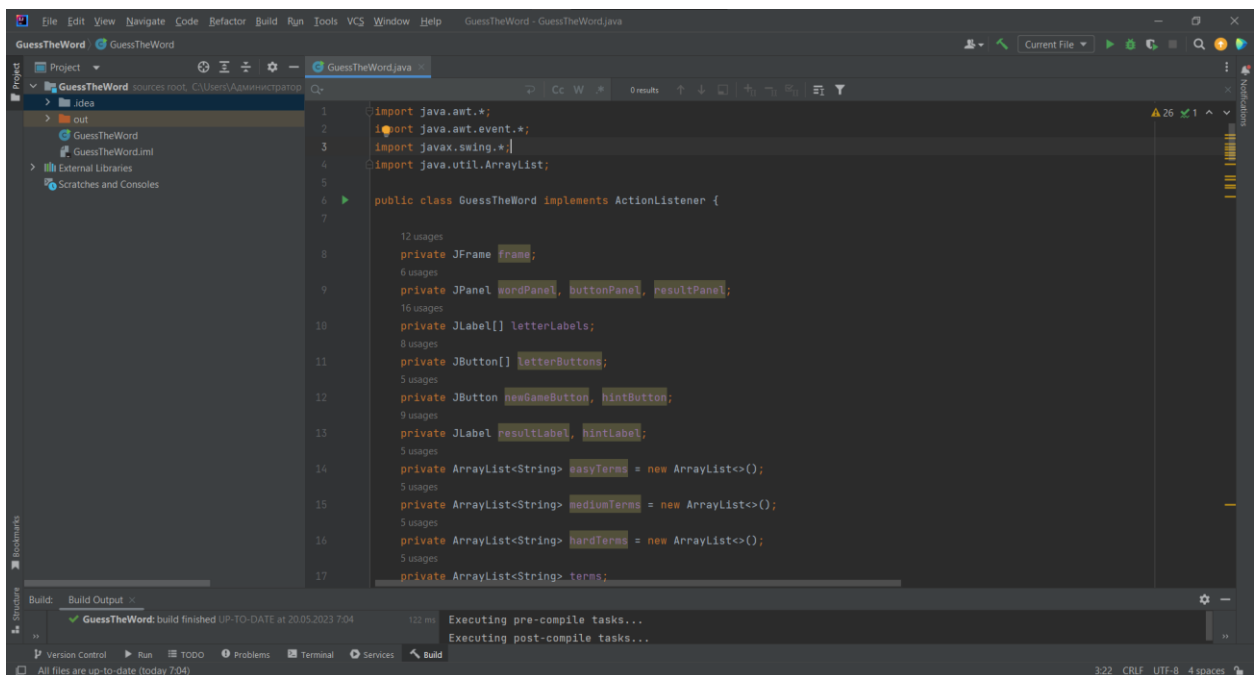 File Edit View Navigate Code Refactor Build Run Tools VCS Window Help GuessTheWord - GuessTheWord.java
GuessTheWord GuessTheWord Current File
Project GuessTheWord.java
GuessTheWord sources root, C:\Users\Администратор
.idea
out
GuessTheWord
GuessTheWord.iml
External Libraries
Scratches and Consoles
Cc W .* 0 results
26 1
1 import java.awt.*;
2 import java.awt.event.*;
3 import javax.swing.*;
4 import java.util.ArrayList;
5
6 public class GuessTheWord implements ActionListener {
7
12 usages
8 private JFrame frame;
6 usages
9 private JPanel wordPanel, buttonPanel, resultPanel;
16 usages
10 private JLabel[] letterLabels;
8 usages
11 private JButton[] letterButtons;
5 usages
12 private JButton newGameButton, hintButton;
9 usages
13 private JLabel resultLabel, hintLabel;
5 usages
14 private ArrayList<String> easyTerms = new ArrayList<>();
5 usages
15 private ArrayList<String> mediumTerms = new ArrayList<>();
5 usages
16 private ArrayList<String> hardTerms = new ArrayList<>();
5 usages
17 private ArrayList<String> terms;
Project
Bookmarks
Structure
Notifications
Build: Build Output
GuessTheWord: build finished UP-TO-DATE at 20.05.2023 7:04 122 ms
Executing pre-compile tasks...
Executing post-compile tasks...
Version Control Run TODO Problems Terminal Services Build
All files are up-to-date (today 7:04) 3:22 CRLF UTF-8 4 spaces